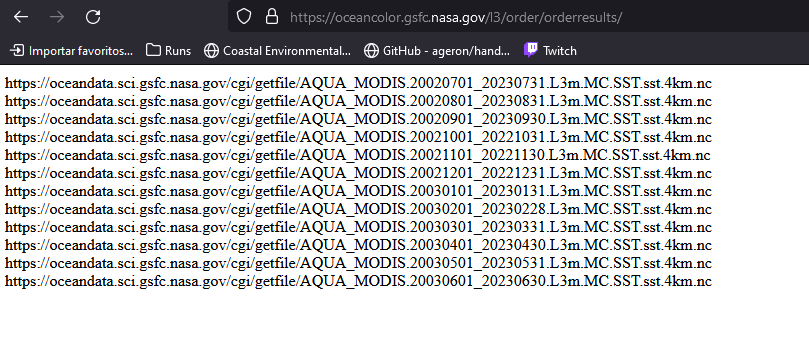 https://oceancolor.gsfc.nasa.gov/l3/order/orderresults/
Importar favoritos... Runs Coastal Environmental... GitHub - ageron/hand... Twitch
https://oceandata.sci.gsfc.nasa.gov/cgi/getfile/AQUA_MODIS.20020701_20230731.L3m.MC.SST.sst.4km.nc
https://oceandata.sci.gsfc.nasa.gov/cgi/getfile/AQUA_MODIS.20020801_20230831.L3m.MC.SST.sst.4km.nc
https://oceandata.sci.gsfc.nasa.gov/cgi/getfile/AQUA_MODIS.20020901_20230930.L3m.MC.SST.sst.4km.nc
https://oceandata.sci.gsfc.nasa.gov/cgi/getfile/AQUA_MODIS.20021001_20221031.L3m.MC.SST.sst.4km.nc
https://oceandata.sci.gsfc.nasa.gov/cgi/getfile/AQUA_MODIS.20021101_20221130.L3m.MC.SST.sst.4km.nc
https://oceandata.sci.gsfc.nasa.gov/cgi/getfile/AQUA_MODIS.20021201_20221231.L3m.MC.SST.sst.4km.nc
https://oceandata.sci.gsfc.nasa.gov/cgi/getfile/AQUA_MODIS.20030101_20230131.L3m.MC.SST.sst.4km.nc
https://oceandata.sci.gsfc.nasa.gov/cgi/getfile/AQUA_MODIS.20030201_20230228.L3m.MC.SST.sst.4km.nc
https://oceandata.sci.gsfc.nasa.gov/cgi/getfile/AQUA_MODIS.20030301_20230331.L3m.MC.SST.sst.4km.nc
https://oceandata.sci.gsfc.nasa.gov/cgi/getfile/AQUA_MODIS.20030401_20230430.L3m.MC.SST.sst.4km.nc
https://oceandata.sci.gsfc.nasa.gov/cgi/getfile/AQUA_MODIS.20030501_20230531.L3m.MC.SST.sst.4km.nc
https://oceandata.sci.gsfc.nasa.gov/cgi/getfile/AQUA_MODIS.20030601_20230630.L3m.MC.SST.sst.4km.nc